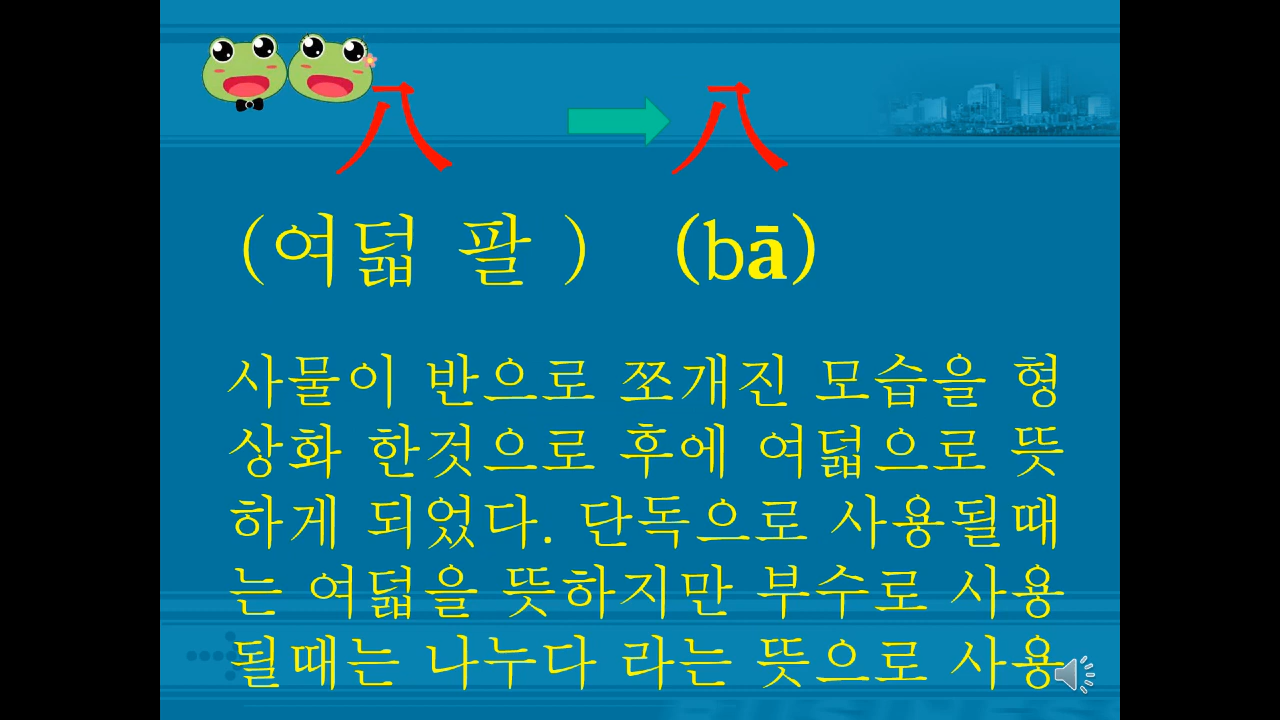 八 八
(여덟 팔 ) (bā)
사물이 반으로 쪼개진 모습을 형
상화 한것으로 후에 여덟으로 뜻
하게 되었다. 단독으로 사용될때
는 여덟을 뜻하지만 부수로 사용
될때는 나누다 라는 뜻으로 사용